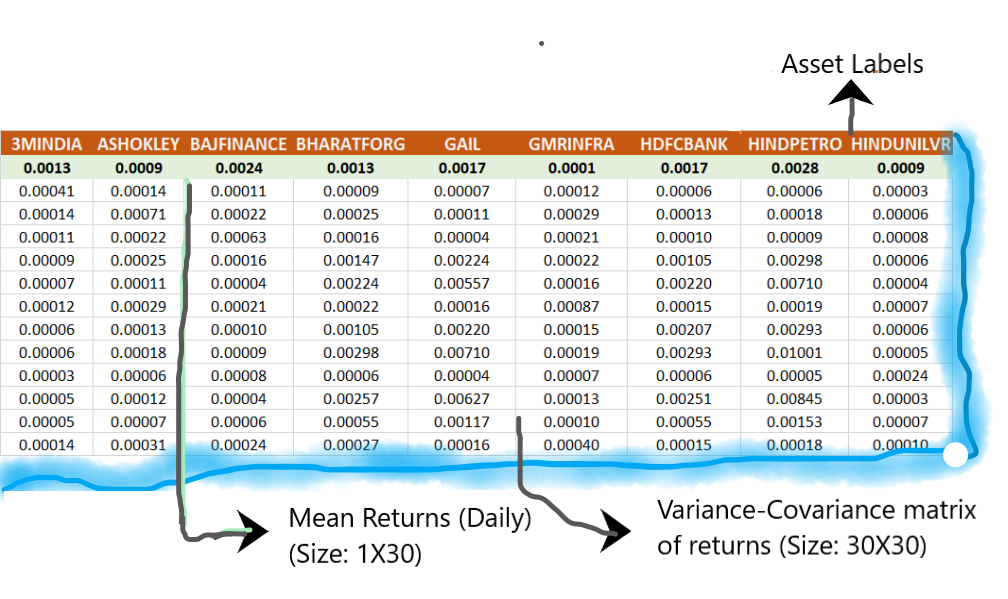 Asset Labels
3MINDIA ASHOKLEY BAJFINANCE BHARATFORG GAIL GMRINFRA HDFCBANK HINDPETRO HINDUNILVR
0.0013 0.0009 0.0024 0.0013 0.0017 0.0001 0.0017 0.0028 0.0009
0.00041 0.00014 0.00011 0.00009 0.00007 0.00012 0.00006 0.00006 0.00003
0.00014 0.00071 0.00022 0.00025 0.00011 0.00029 0.00013 0.00018 0.00006
0.00011 0.00022 0.00063 0.00016 0.00004 0.00021 0.00010 0.00009 0.00008
0.00009 0.00025 0.00016 0.00147 0.00224 0.00022 0.00105 0.00298 0.00006
0.00007 0.00011 0.00004 0.00224 0.00557 0.00016 0.00220 0.00710 0.00004
0.00012 0.00029 0.00021 0.00022 0.00016 0.00087 0.00015 0.00019 0.00007
0.00006 0.00013 0.00010 0.00105 0.00220 0.00015 0.00207 0.00293 0.00006
0.00006 0.00018 0.00009 0.00298 0.00710 0.00019 0.00293 0.01001 0.00005
0.00003 0.00006 0.00008 0.00006 0.00004 0.00007 0.00006 0.00005 0.00024
0.00005 0.00012 0.00004 0.00257 0.00627 0.00013 0.00251 0.00845 0.00003
0.00005 0.00007 0.00006 0.00055 0.00117 0.00010 0.00055 0.00153 0.00007
0.00014 0.00031 0.00024 0.00027 0.00016 0.00040 0.00015 0.00018 0.00010
Mean Returns (Daily)
(Size: 1X30)
Variance-Covariance matrix
of returns (Size: 30X30)